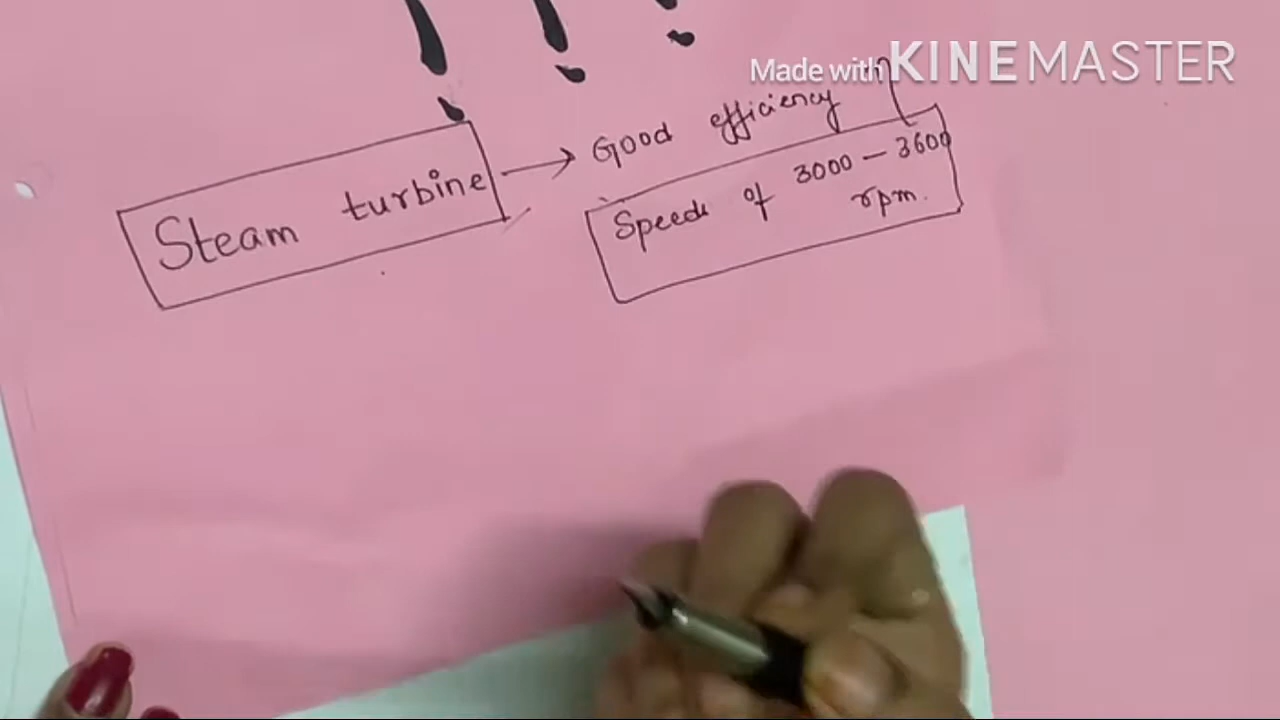 !!!
Made with KINEMASTER
Steam turbine → Good efficiency η
Speeds of 3000 – 3600
rpm.